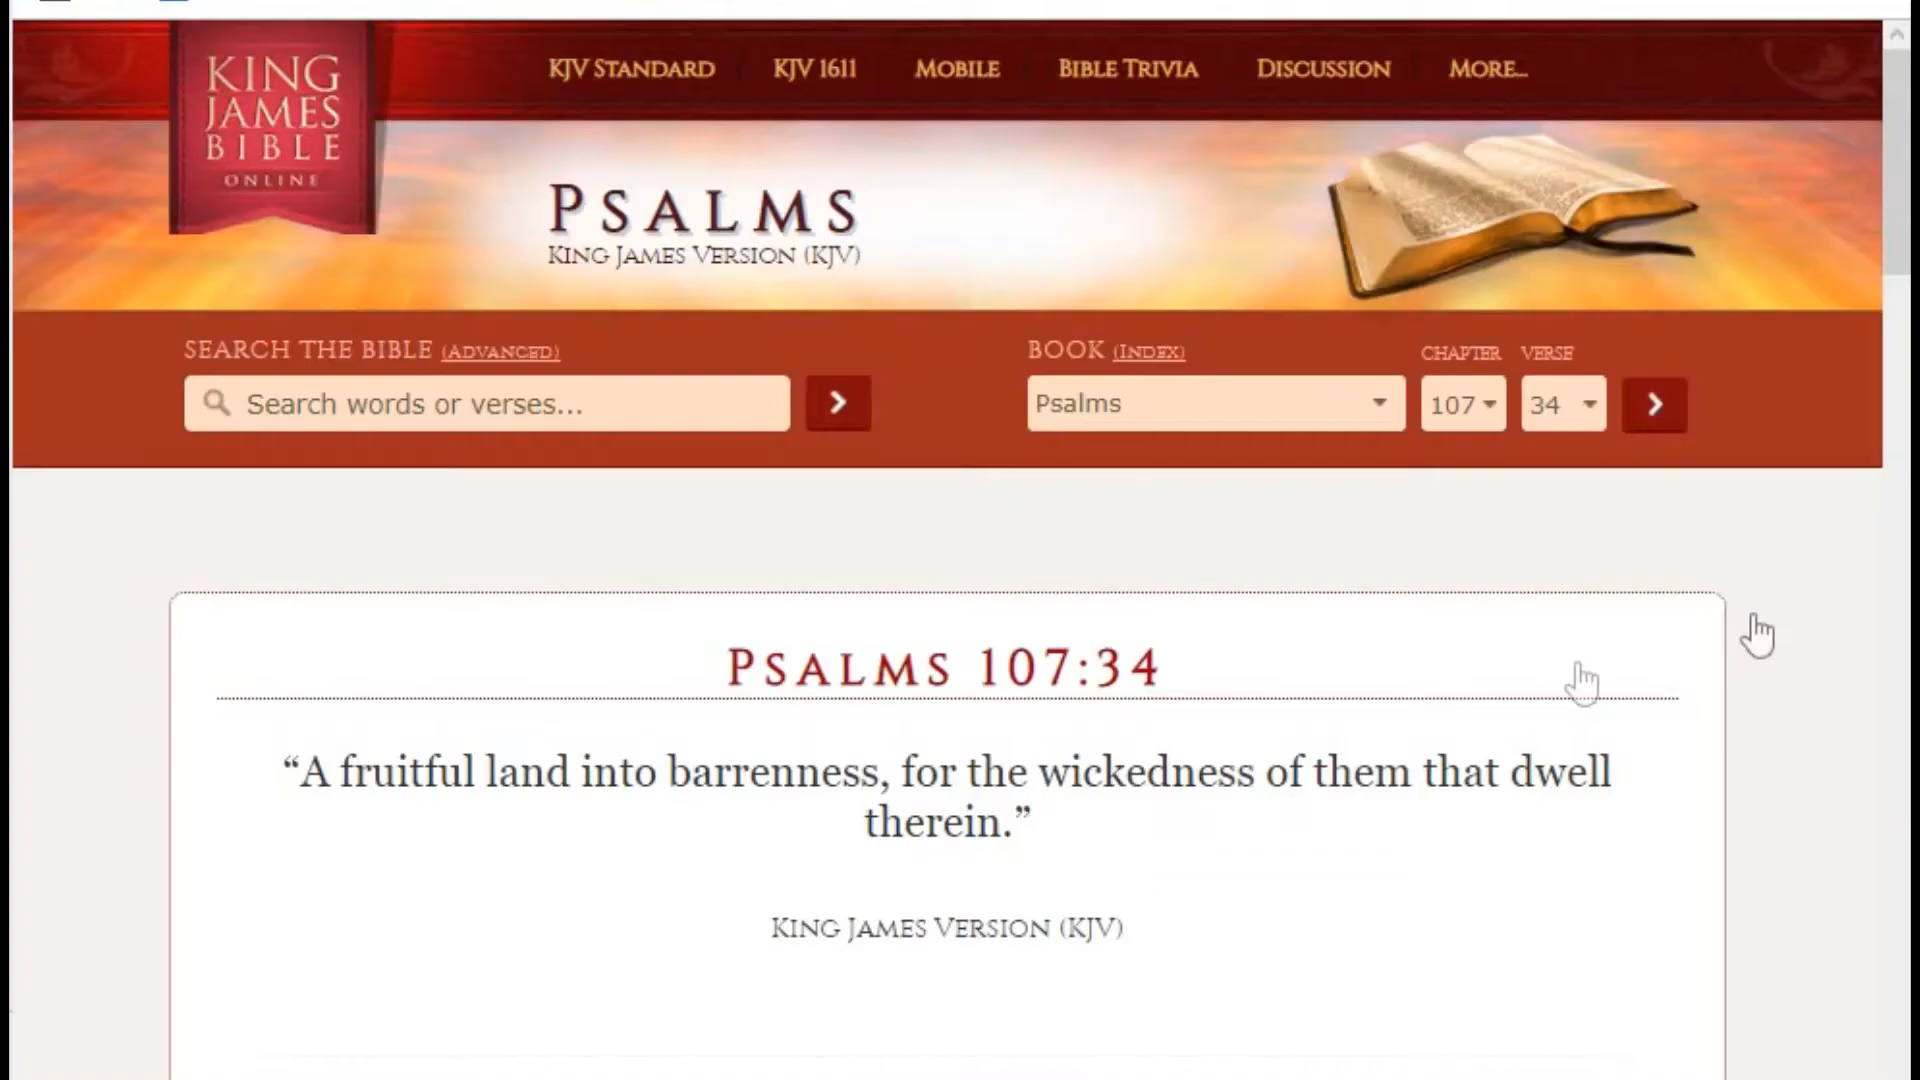 KING
JAMES
BIBLE
ONLINE
KJV STANDARD KJV 1611 MOBILE BIBLE TRIVIA DISCUSSION MORE...
PSALMS
KING JAMES VERSION (KJV)
SEARCH THE BIBLE (ADVANCED) BOOK (INDEX) CHAPTER VERSE
Search words or verses... Psalms 107 34
PSALMS 107:34
“A fruitful land into barrenness, for the wickedness of them that dwell
therein.”
KING JAMES VERSION (KJV)